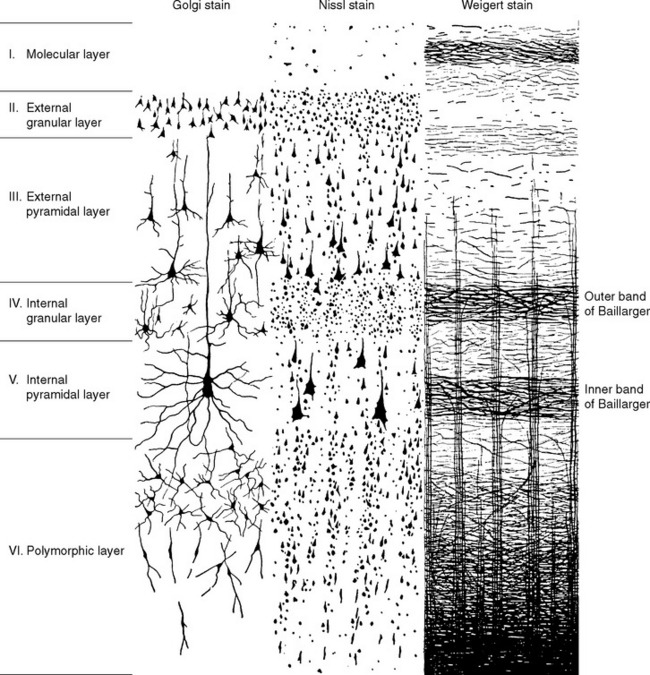 Golgi stain
Nissl stain
Weigert stain
I. Molecular layer
II. External
granular layer
III. External
pyramidal layer
IV. Internal
granular layer
Outer band
of Baillarger
V. Internal
pyramidal layer
Inner band
of Baillarger
VI. Polymorphic layer